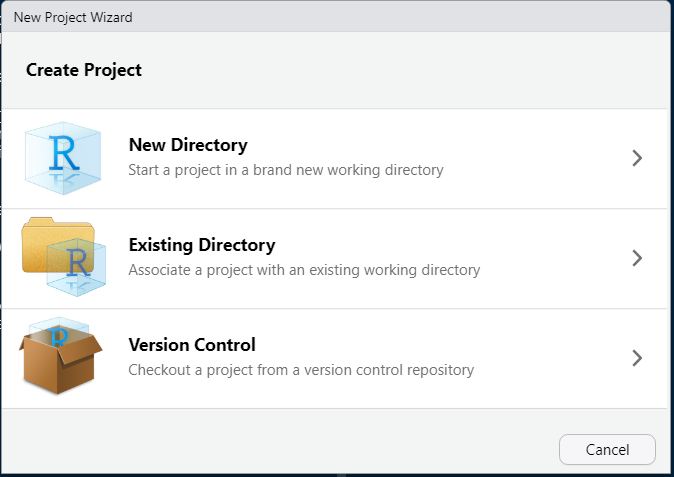 New Project Wizard
Create Project
R
New Directory
Start a project in a brand new working directory
R
Existing Directory
Associate a project with an existing working directory
R
Version Control
Checkout a project from a version control repository
Cancel